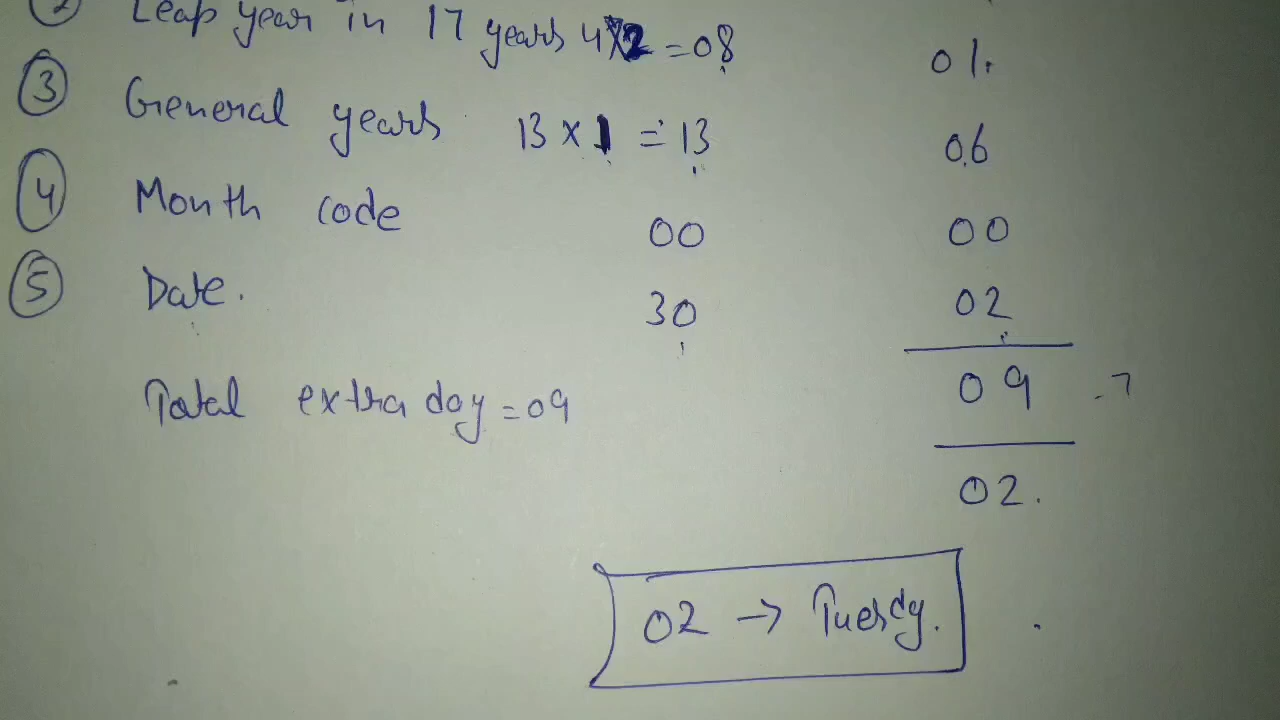 ② Leap year in 17 years 4x2 = 08 01.
③ General years 13 x 1 = 13 06
④ Month code 00 00
⑤ Date. 30 02
Total extra day = 09 09 -7
02.
02 → Tuesdy.